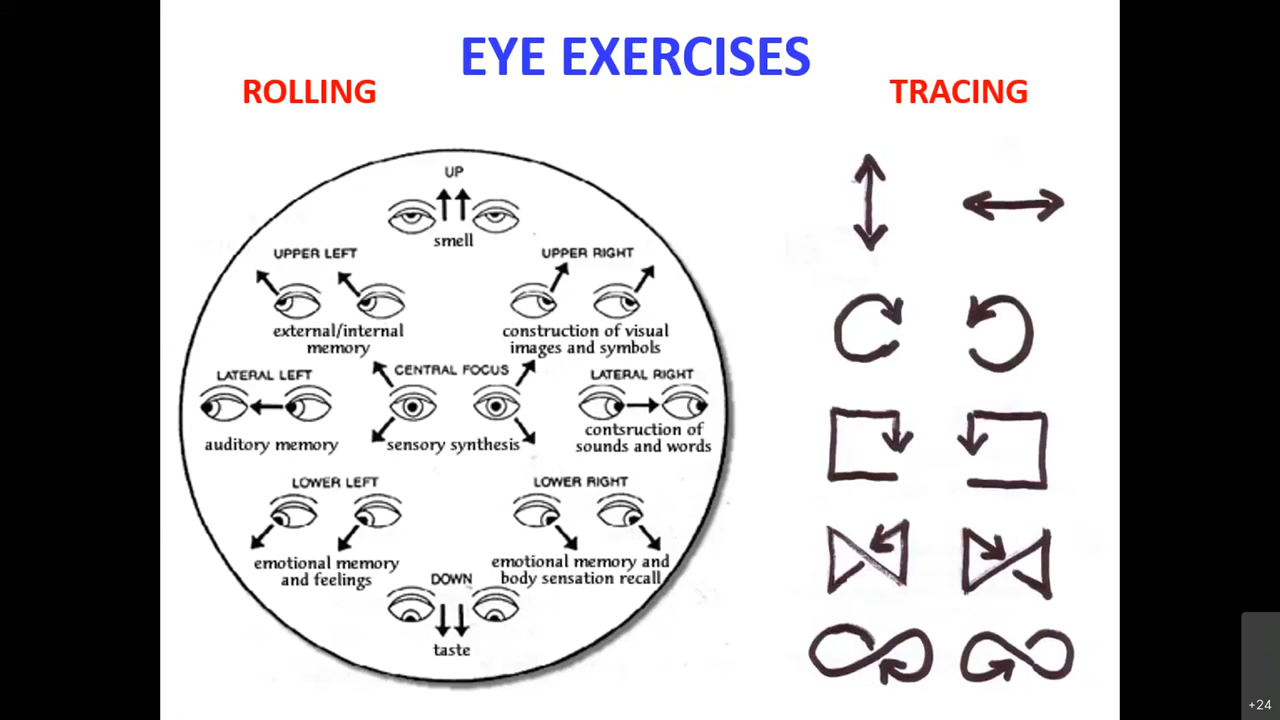 EYE EXERCISES
ROLLING
TRACING
UP
smell
UPPER LEFT
external/internal
memory
UPPER RIGHT
construction of visual
images and symbols
LATERAL LEFT
auditory memory
CENTRAL FOCUS
sensory synthesis
LATERAL RIGHT
contsruction of
sounds and words
LOWER LEFT
emotional memory
and feelings
LOWER RIGHT
emotional memory and
body sensation recall
DOWN
taste
+24